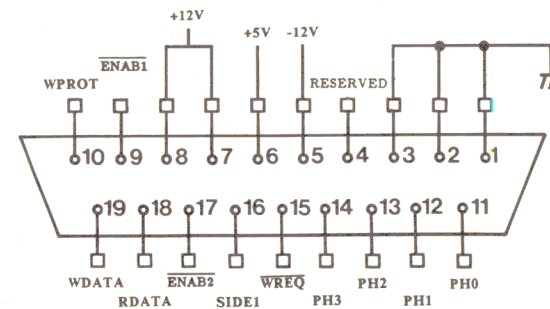 +12V
+5V -12V
ENAB1
WPROT RESERVED
10 9 8 7 6 5 4 3 2 1
19 18 17 16 15 14 13 12 11
WDATA ENAB2 WREQ PH2 PH0
RDATA SIDE1 PH3 PH1